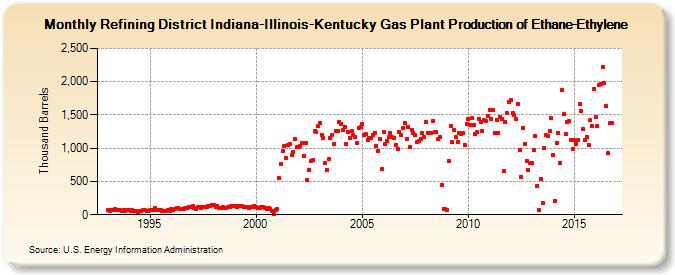 Monthly Refining District Indiana-Illinois-Kentucky Gas Plant Production of Ethane-Ethylene
Thousand Barrels
2,500
2,000
1,500
1,000
500
0
1995 2000 2005 2010 2015
Source: U.S. Energy Information Administration